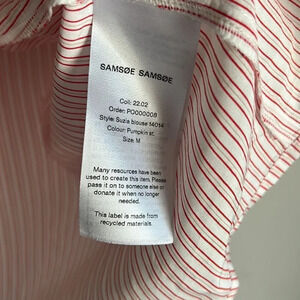 SAMSØE SAMSØE
Coll: 22.02
Order: PO000008
Style: Suzia blouse 14014
Colour: Pumpkin st.
Size: M
Many resources have been
used to create this item. Please
pass it on to someone else or
donate it when no longer
needed.
This label is made from
recycled materials.